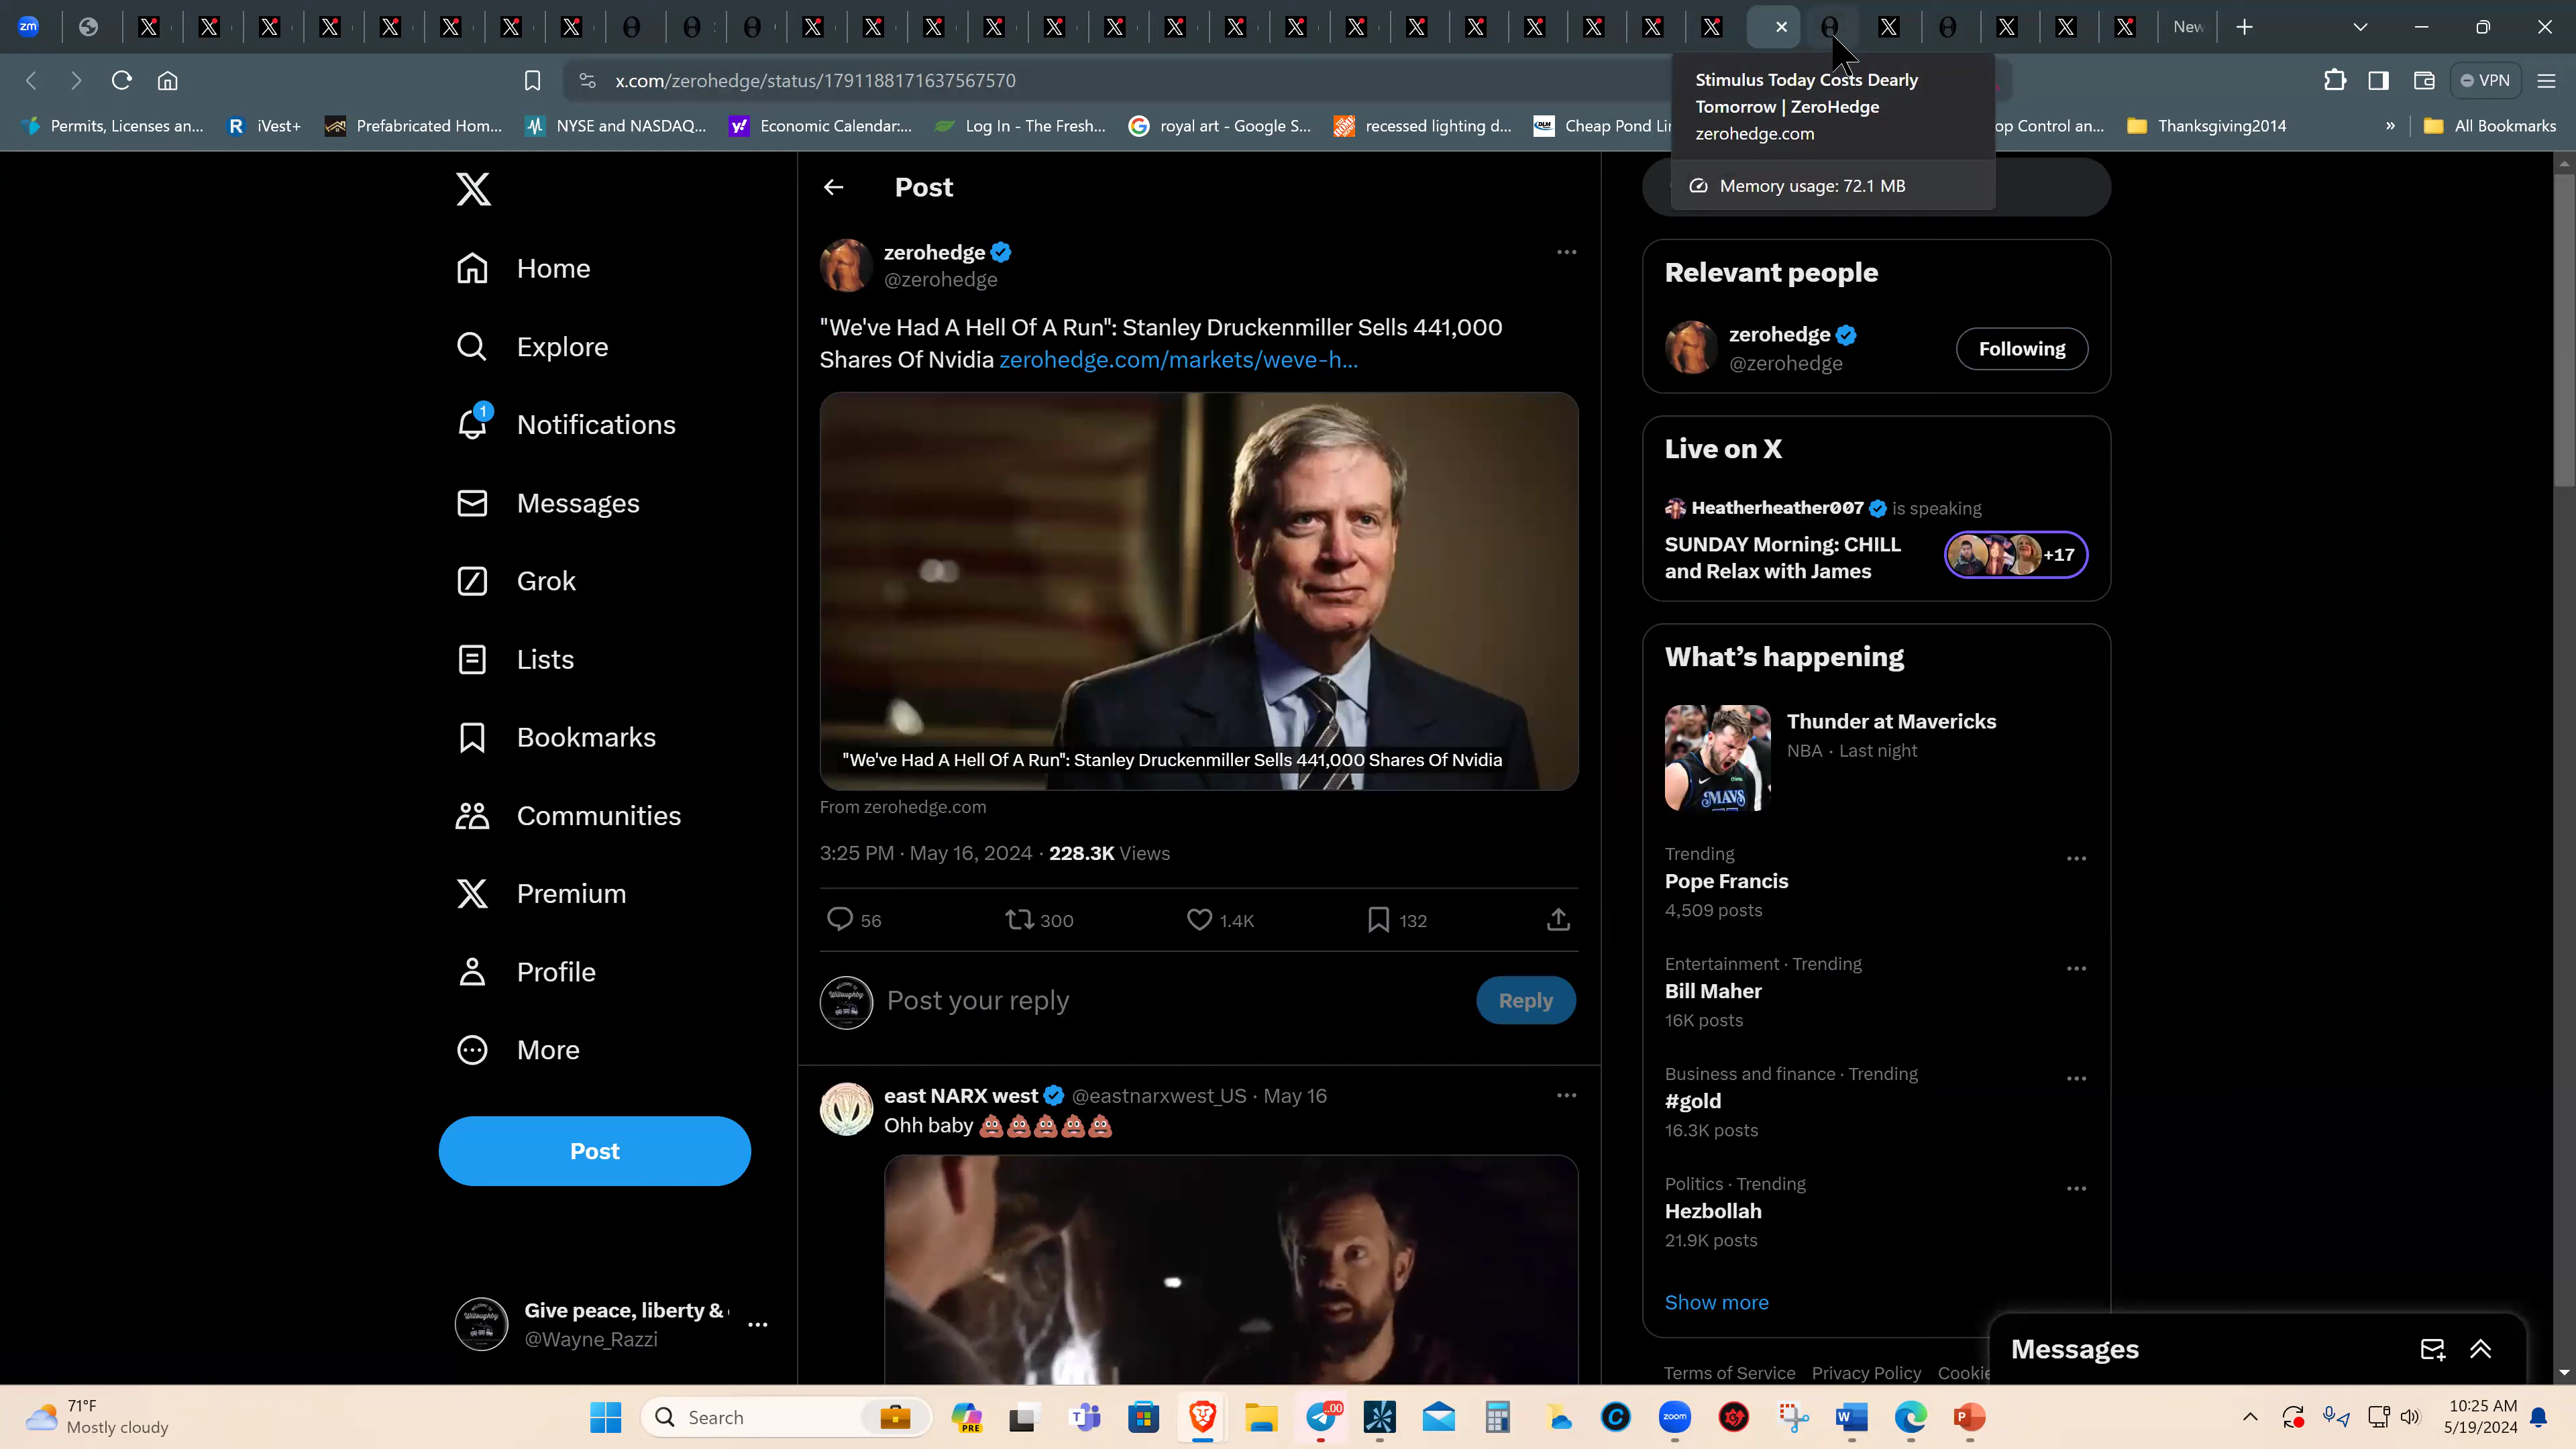 zm
New
x.com/zerohedge/status/1791188171637567570
VPN
Stimulus Today Costs Dearly
Tomorrow | ZeroHedge
zerohedge.com
Memory usage: 72.1 MB
Permits, Licenses an...
iVest+
Prefabricated Hom...
NYSE and NASDAQ...
Economic Calendar:...
Log In - The Fresh...
royal art - Google S...
recessed lighting d...
Cheap Pond Li
op Control an...
Thanksgiving2014
»
All Bookmarks
Home
Explore
1
Notifications
Messages
Grok
Lists
Bookmarks
Communities
Premium
Profile
More
Post
Give peace, liberty &
@Wayne_Razzi
Post
zerohedge
@zerohedge
"We've Had A Hell Of A Run": Stanley Druckenmiller Sells 441,000
Shares Of Nvidia zerohedge.com/markets/weve-h...
"We've Had A Hell Of A Run": Stanley Druckenmiller Sells 441,000 Shares Of Nvidia
From zerohedge.com
3:25 PM · May 16, 2024 · 228.3K Views
56
300
1.4K
132
Post your reply
Reply
east NARX west @eastnarxwest_US · May 16
Ohh baby 💩💩💩💩💩
Relevant people
zerohedge
@zerohedge
Following
Live on X
Heatherheather007 is speaking
SUNDAY Morning: CHILL
and Relax with James
+17
What's happening
MAVS
Thunder at Mavericks
NBA · Last night
Trending
Pope Francis
4,509 posts
Entertainment · Trending
Bill Maher
16K posts
Business and finance · Trending
#gold
16.3K posts
Politics · Trending
Hezbollah
21.9K posts
Show more
Terms of Service Privacy Policy Cookie
Messages
71°F
Mostly cloudy
Search
PRE
.00
zoom
10:25 AM
5/19/2024